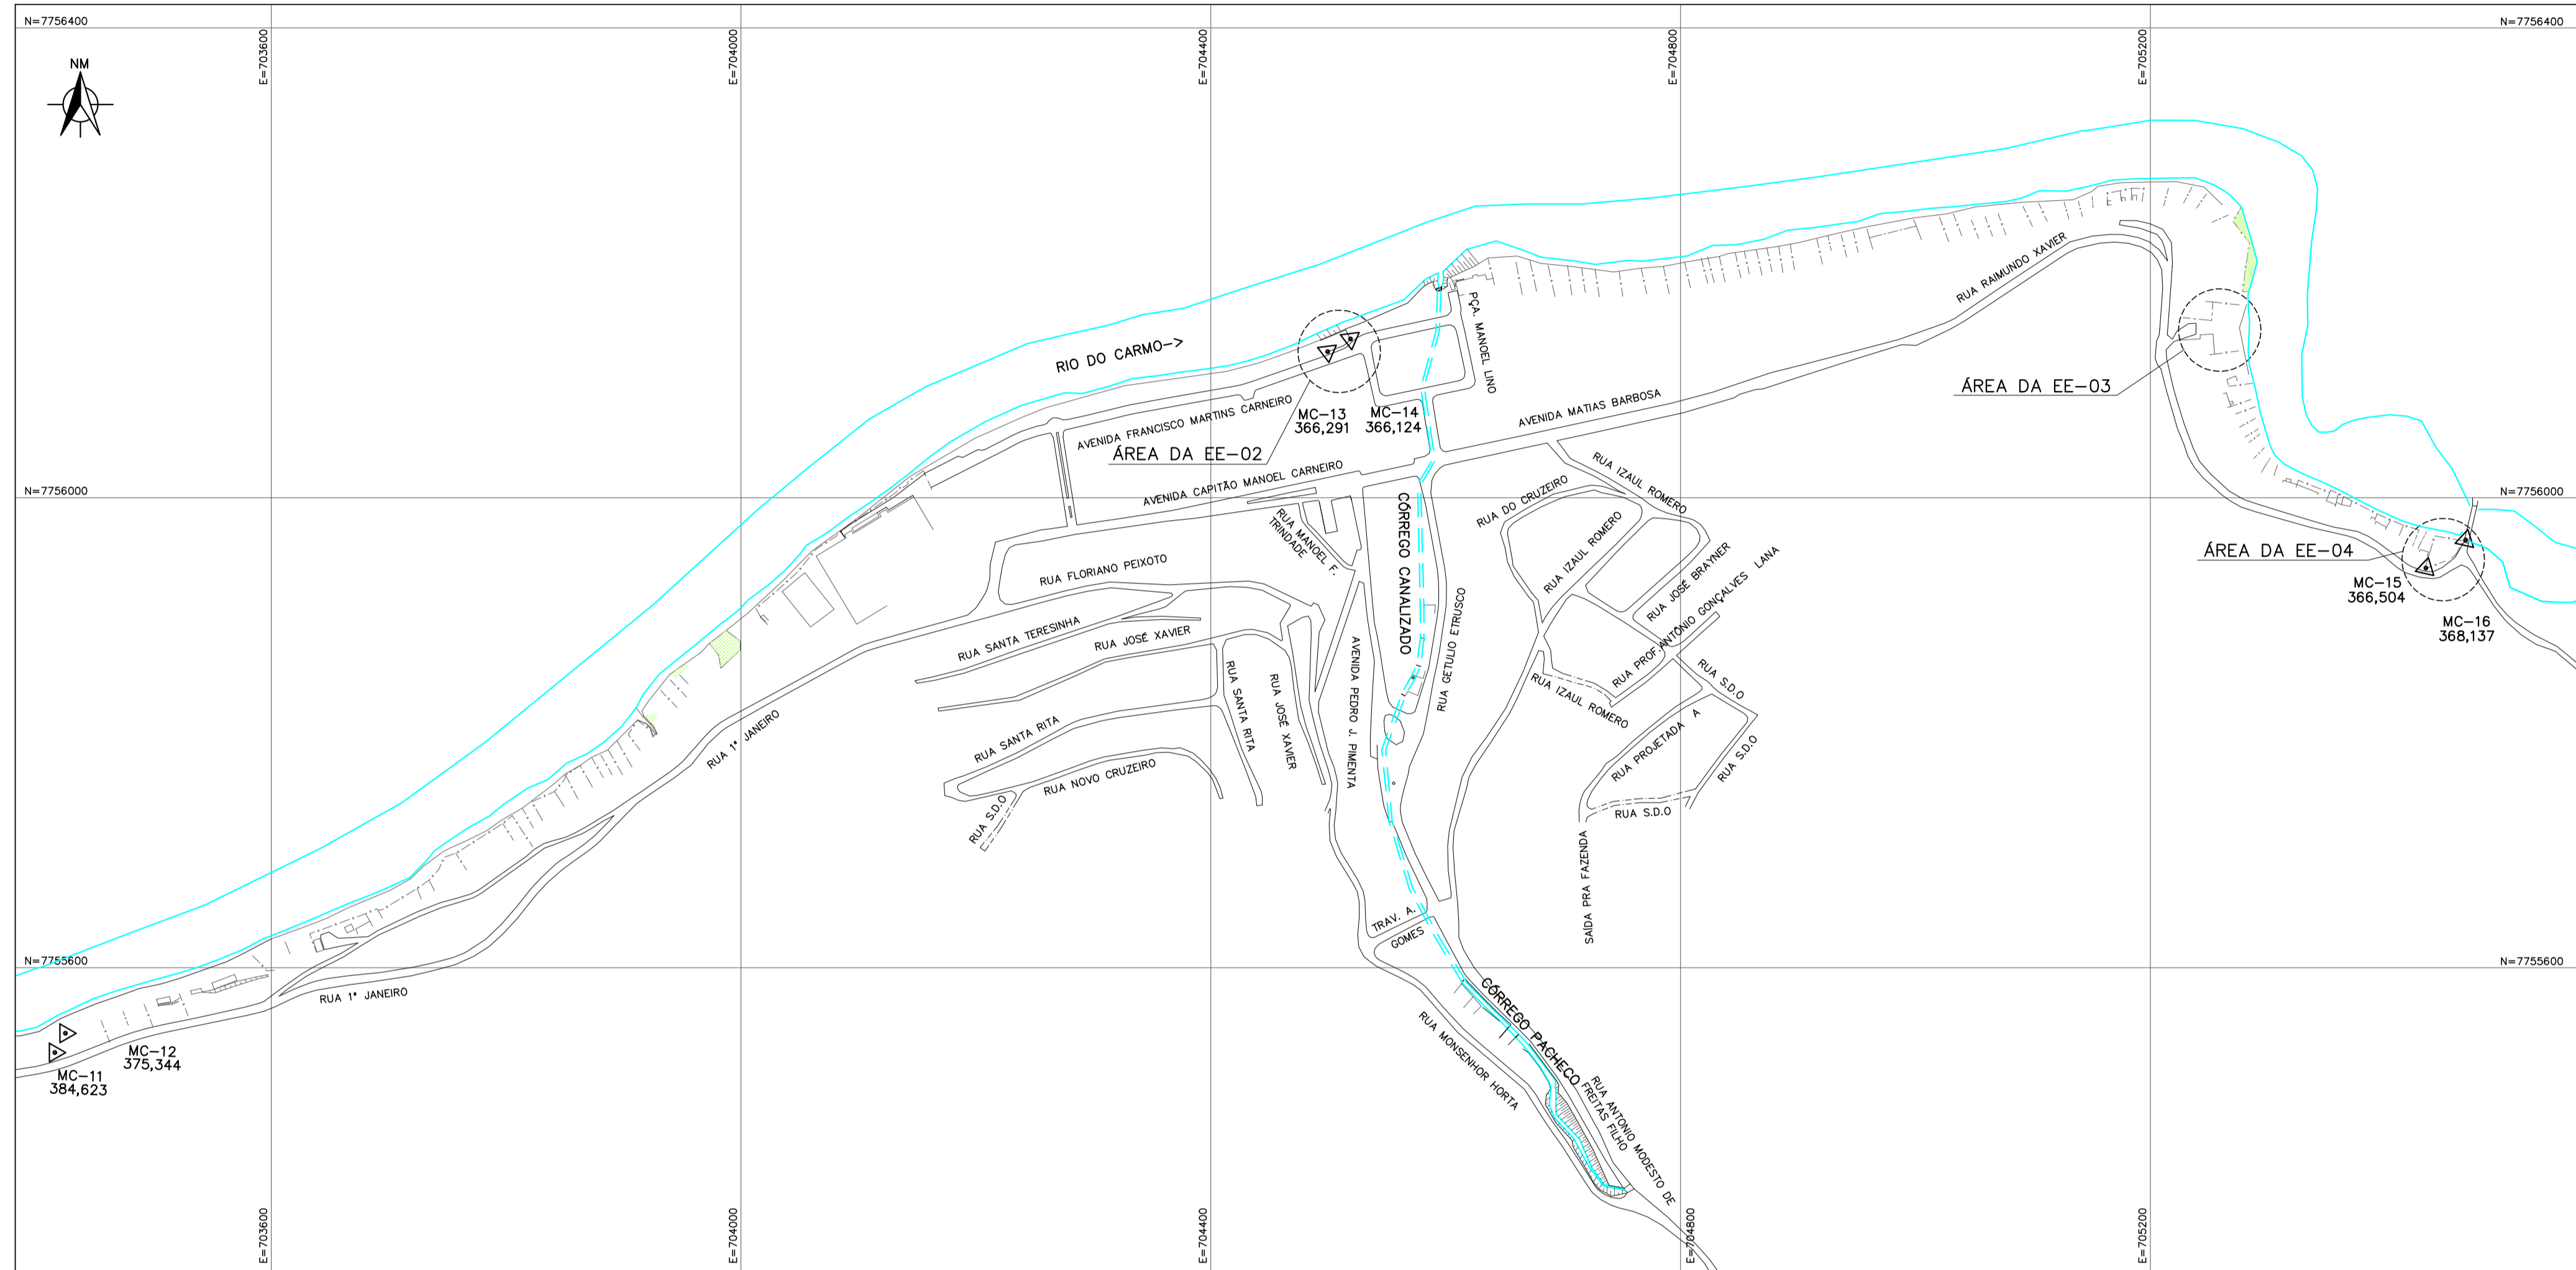 N=7756400
E=703600
E=704000
E=704400
E=704800
E=705200
N=7756400
NM
RIO DO CARMO->
PÇA. MANOEL LINO
RUA RAIMUNDO XAVIER
ÁREA DA EE-03
AVENIDA FRANCISCO MARTINS CARNEIRO
MC-13
366,291
MC-14
366,124
AVENIDA MATIAS BARBOSA
ÁREA DA EE-02
AVENIDA CAPITÃO MANOEL CARNEIRO
RUA IZAUL ROMERO
RUA DO CRUZEIRO
N=7756000
N=7756000
RUA MANOEL F.
TRINDADE
CÓRREGO CANALIZADO
RUA IZAUL ROMERO
RUA JOSÉ BRAYNER
RUA PROF. ANTÔNIO GONÇALVES LANA
ÁREA DA EE-04
MC-15
366,504
MC-16
368,137
RUA FLORIANO PEIXOTO
RUA SANTA TERESINHA
RUA JOSÉ XAVIER
RUA GETULIO ETRUSCO
AVENIDA PEDRO J. PIMENTA
RUA SANTA RITA
RUA JOSÉ XAVIER
RUA IZAUL ROMERO
RUA S.D.O
RUA 1º JANEIRO
RUA SANTA RITA
RUA NOVO CRUZEIRO
RUA S.D.O
RUA PROJETADA A
RUA S.D.O
RUA S.D.O
SAÍDA PRA FAZENDA
TRAV. A.
GOMES
N=7755600
N=7755600
RUA 1º JANEIRO
CÓRREGO PACHECO
RUA MONSENHOR HORTA
RUA ANTONIO MODESTO DE
FREITAS FILHO
MC-12
375,344
MC-11
384,623
E=703600
E=704000
E=704400
E=704800
E=705200